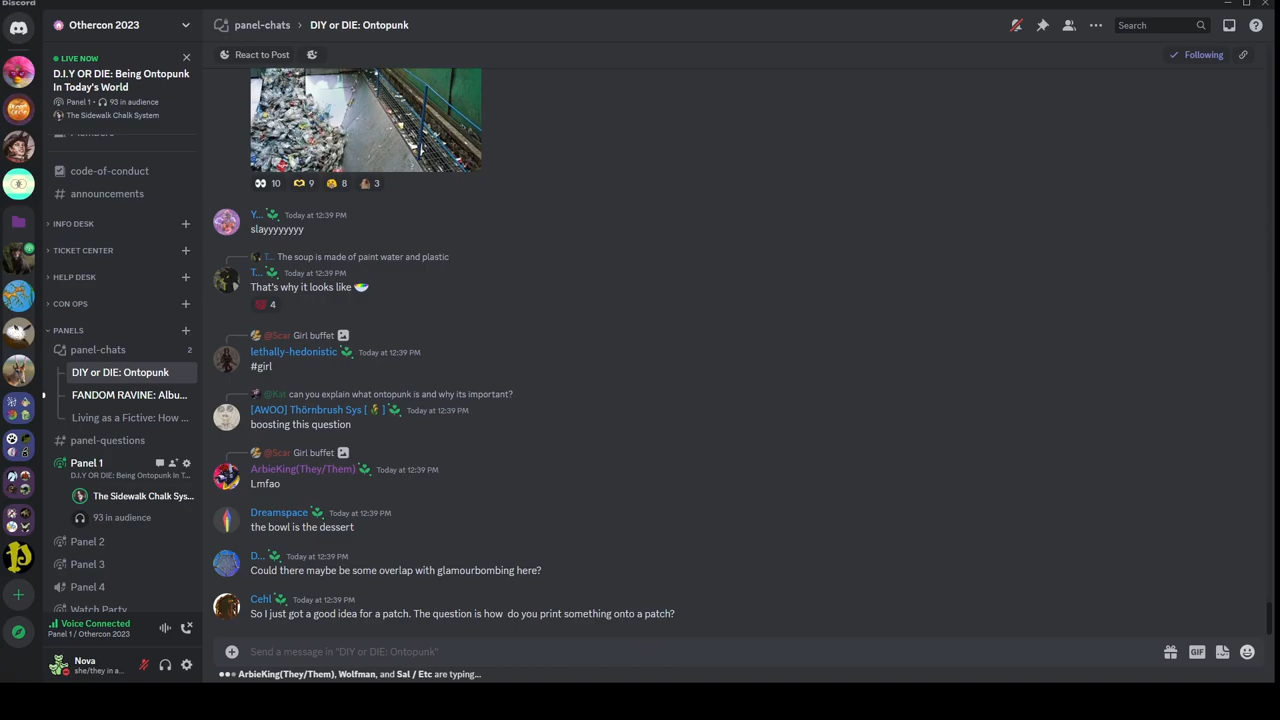 Discord
Othercon 2023
LIVE NOW
D.I.Y OR DIE: Being Ontopunk
In Today's World
Panel 1 • 93 in audience
The Sidewalk Chalk System
code-of-conduct
announcements
INFO DESK
TICKET CENTER
HELP DESK
CON OPS
PANELS
panel-chats
2
DIY or DIE: Ontopunk
FANDOM RAVINE: Albu...
Living as a Fictive: How ...
panel-questions
Panel 1
D.I.Y OR DIE: Being Ontopunk In T...
The Sidewalk Chalk Sys...
93 in audience
Panel 2
Panel 3
Panel 4
Watch Party
Voice Connected
Panel 1 / Othercon 2023
Nova
she/they in a...
panel-chats › DIY or DIE: Ontopunk
Search
React to Post
Following
10 9 8 3
Y... Today at 12:39 PM
slayyyyyyyy
T... The soup is made of paint water and plastic
T... Today at 12:39 PM
That's why it looks like
4
@Scar Girl buffet
lethally-hedonistic Today at 12:39 PM
#girl
@Kat can you explain what ontopunk is and why its important?
[AWOO] Thörnbrush Sys [ ] Today at 12:39 PM
boosting this question
@Scar Girl buffet
ArbieKing(They/Them) Today at 12:39 PM
Lmfao
Dreamspace Today at 12:39 PM
the bowl is the dessert
D... Today at 12:39 PM
Could there maybe be some overlap with glamourbombing here?
Cehl Today at 12:39 PM
So I just got a good idea for a patch. The question is how do you print something onto a patch?
Send a message in "DIY or DIE: Ontopunk"
GIF
ArbieKing(They/Them), Wolfman, and Sal / Etc are typing...